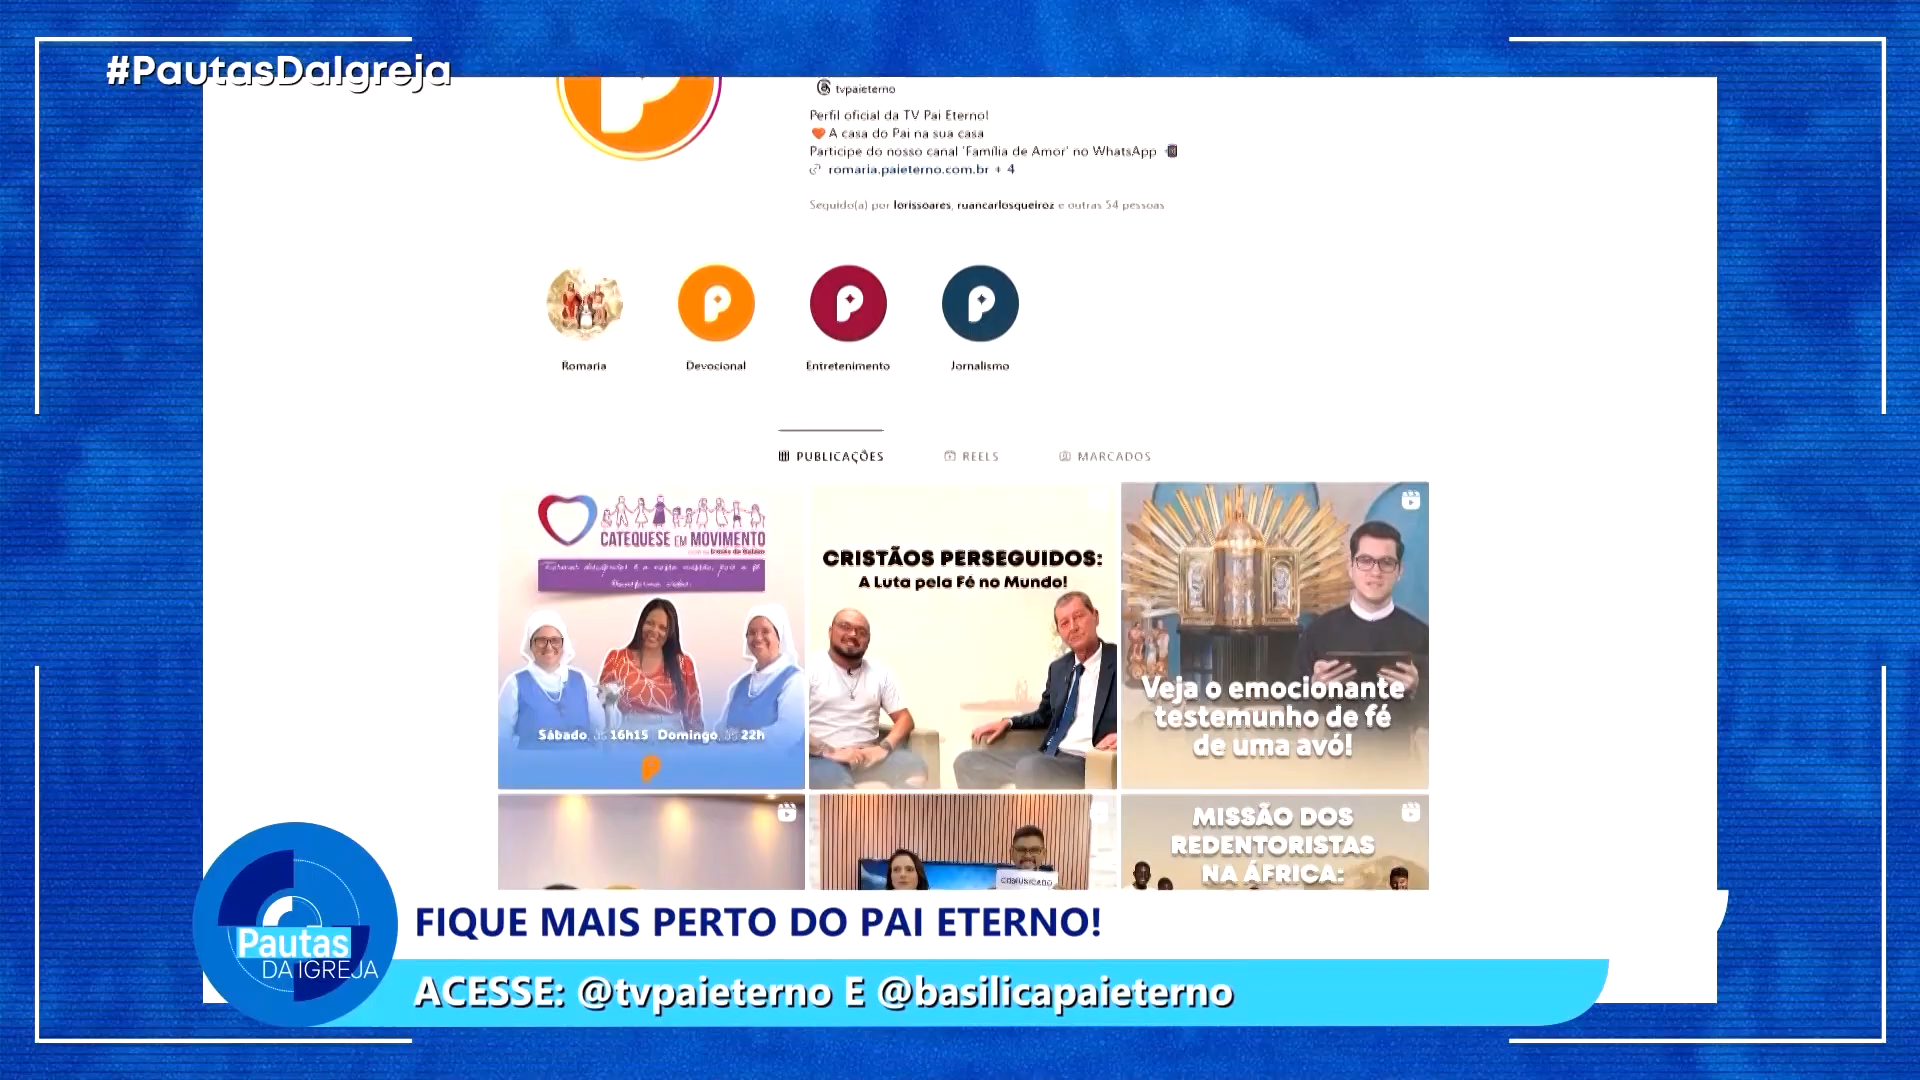 #PautasDaIgreja
tvpaieterno
Perfil oficial da TV Pai Eterno!
🧡 A casa do Pai na sua casa
Participe do nosso canal 'Família de Amor' no WhatsApp
romaria.paieterno.com.br + 4
Seguido(a) por lorissoares, ruancarlosqueiroz e outras 54 pessoas
Romaria
Devocional
Entretenimento
Jornalismo
PUBLICAÇÕES
REELS
MARCADOS
CATEQUESE EM MOVIMENTO
Sábado, às 16h15 Domingo, às 22h
CRISTÃOS PERSEGUIDOS:
A Luta pela Fé no Mundo!
Veja o emocionante
testemunho de fé
de uma avó!
COMUNICADO
MISSÃO DOS
REDENTORISTAS
NA ÁFRICA:
Pautas
DA IGREJA
FIQUE MAIS PERTO DO PAI ETERNO!
ACESSE: @tvpaieterno E @basilicapaieterno